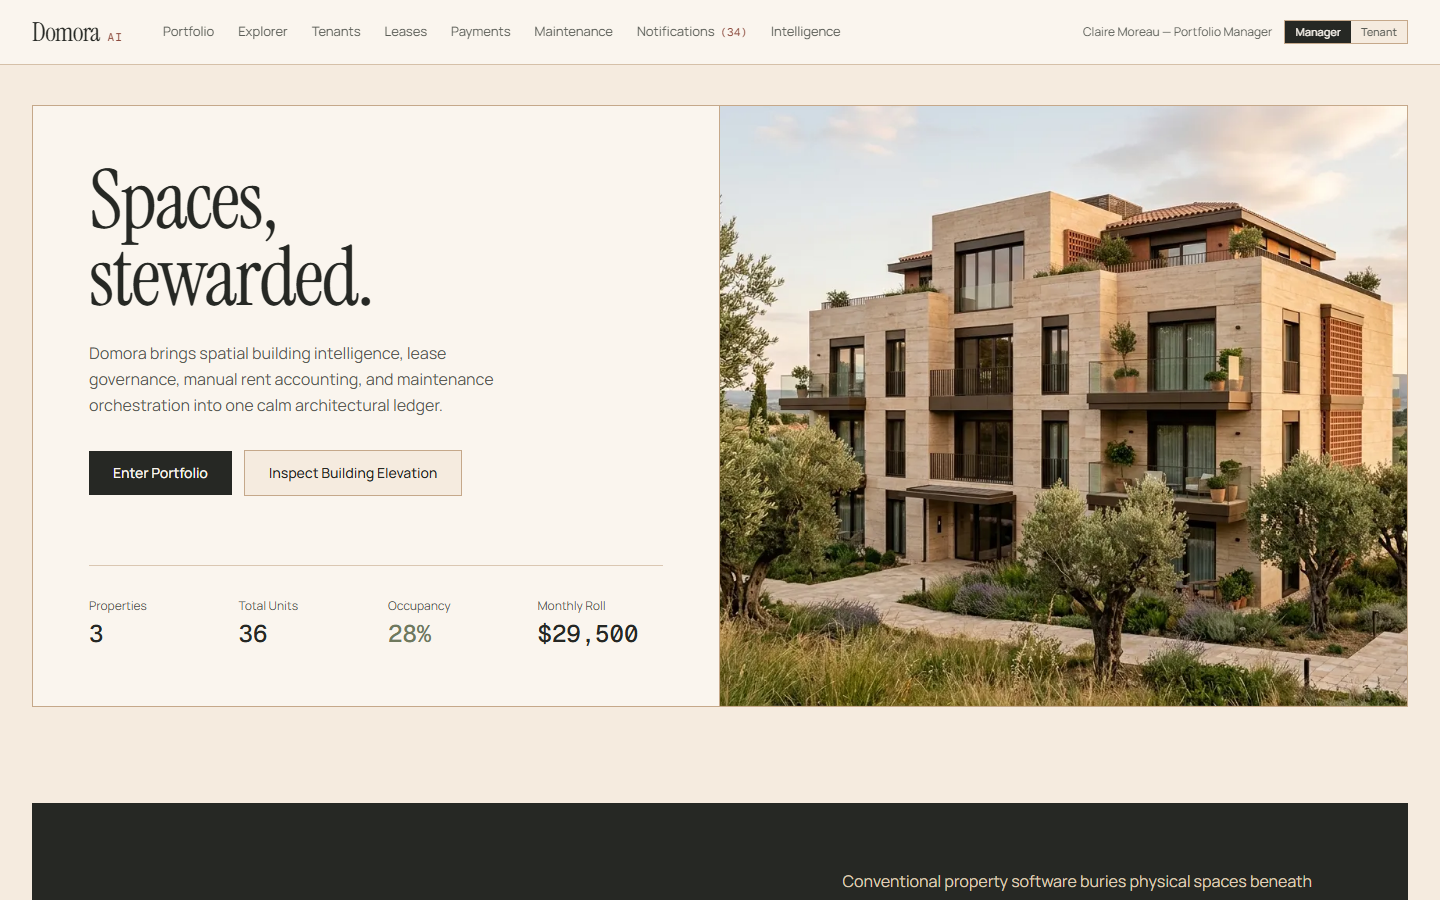 Domora AI
Portfolio
Explorer
Tenants
Leases
Payments
Maintenance
Notifications (34)
Intelligence
Claire Moreau — Portfolio Manager
Manager
Tenant
Spaces,
stewarded.
Domora brings spatial building intelligence, lease
governance, manual rent accounting, and maintenance
orchestration into one calm architectural ledger.
Enter Portfolio
Inspect Building Elevation
Properties
3
Total Units
36
Occupancy
28%
Monthly Roll
$29,500
Conventional property software buries physical spaces beneath